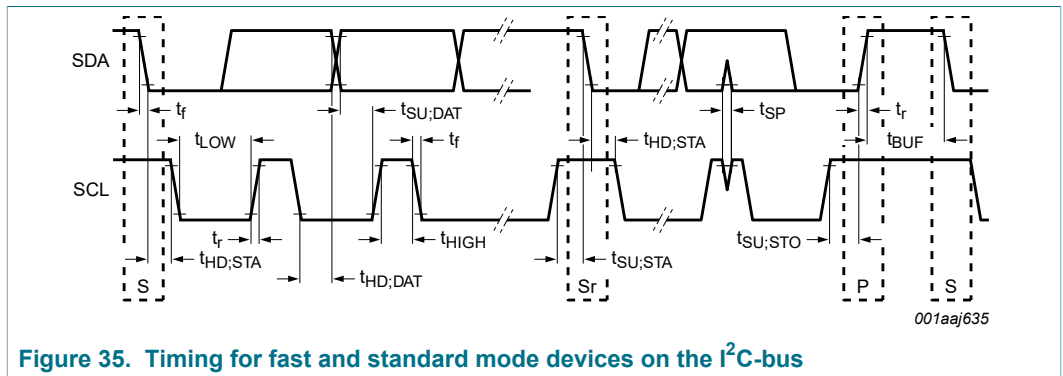 SDA
t_f
t_SU;DAT
t_SP
t_r
t_LOW
t_f
t_HD;STA
t_BUF
SCL
t_r
t_HIGH
t_SU;STO
t_HD;STA
t_SU;STA
t_HD;DAT
S
Sr
P
S
001aaj635
Figure 35. Timing for fast and standard mode devices on the I²C-bus